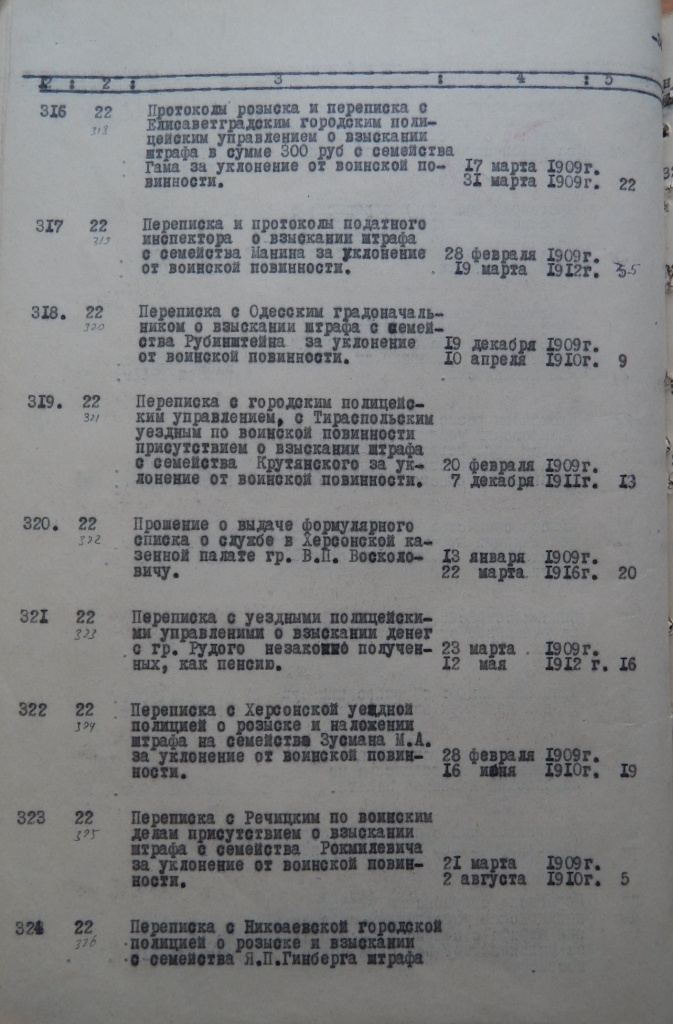 12 : 2 : 3 : 4 : 5
316 22 Протоколы розыска и переписка с
313 Елисаветградским городским поли-
цейским управлением о взыскании
штрафа в сумме 300 руб с семейства
Гама за уклонение от воинской по- 17 марта 1909г.
винности. 31 марта 1909г. 22
317 22 Переписка и протоколы податного
319 инспектора о взыскании штрафа
с семейства Манина за уклонение 28 февраля 1909г.
от воинской повинности. 19 марта 1912г.
318. 22 Переписка с Одесским градоначаль-
320 ником о взыскании штрафа с семей-
ства Рубинштейна за уклонение 19 декабря 1909г.
от воинской повинности. 10 апреля 1910г. 9
319. 22 Переписка с городским полицейс-
321 ким управлением, с Тираспольским
уездным по воинской повинности
присутствием о взыскании штрафа
с семейства Крутянского за ук- 20 февраля 1909г.
лонение от воинской повинности. 7 декабря 1911г. 13
320. 22 Прошение о выдаче формулярного
322 списка о службе в Херсонской ка-
зенной палате гр. В.П. Восколо- 13 января 1909г.
вичу. 22 марта 1916г. 20
321 22 Переписка с уездными полицейски-
323 ми управленими о взыскании денег
с гр. Рудого незаконно получен- 23 марта 1909г.
ных, как пенсию. 12 мая 1912 г. 16
322 22 Переписка с Херсонской уездной
324 полицией о розыске и наложении
штрафа на семейства Зусмана М.А.
за уклонение от воинской повин- 28 февраля 1909г.
ности. 16 июня 1910г. 19
323 22 Переписка с Речицким по воинским
325 делам присутствием о взыскании
штрафа с семейства Рокмилевича
за уклонение от воинской повин- 21 марта 1909г.
ности. 2 августа 1910г. 5
324 22 Переписка с Никоаевской городской
326 полицией о розыске и взыскании
с семейства Я.П.Гинберга штрафа